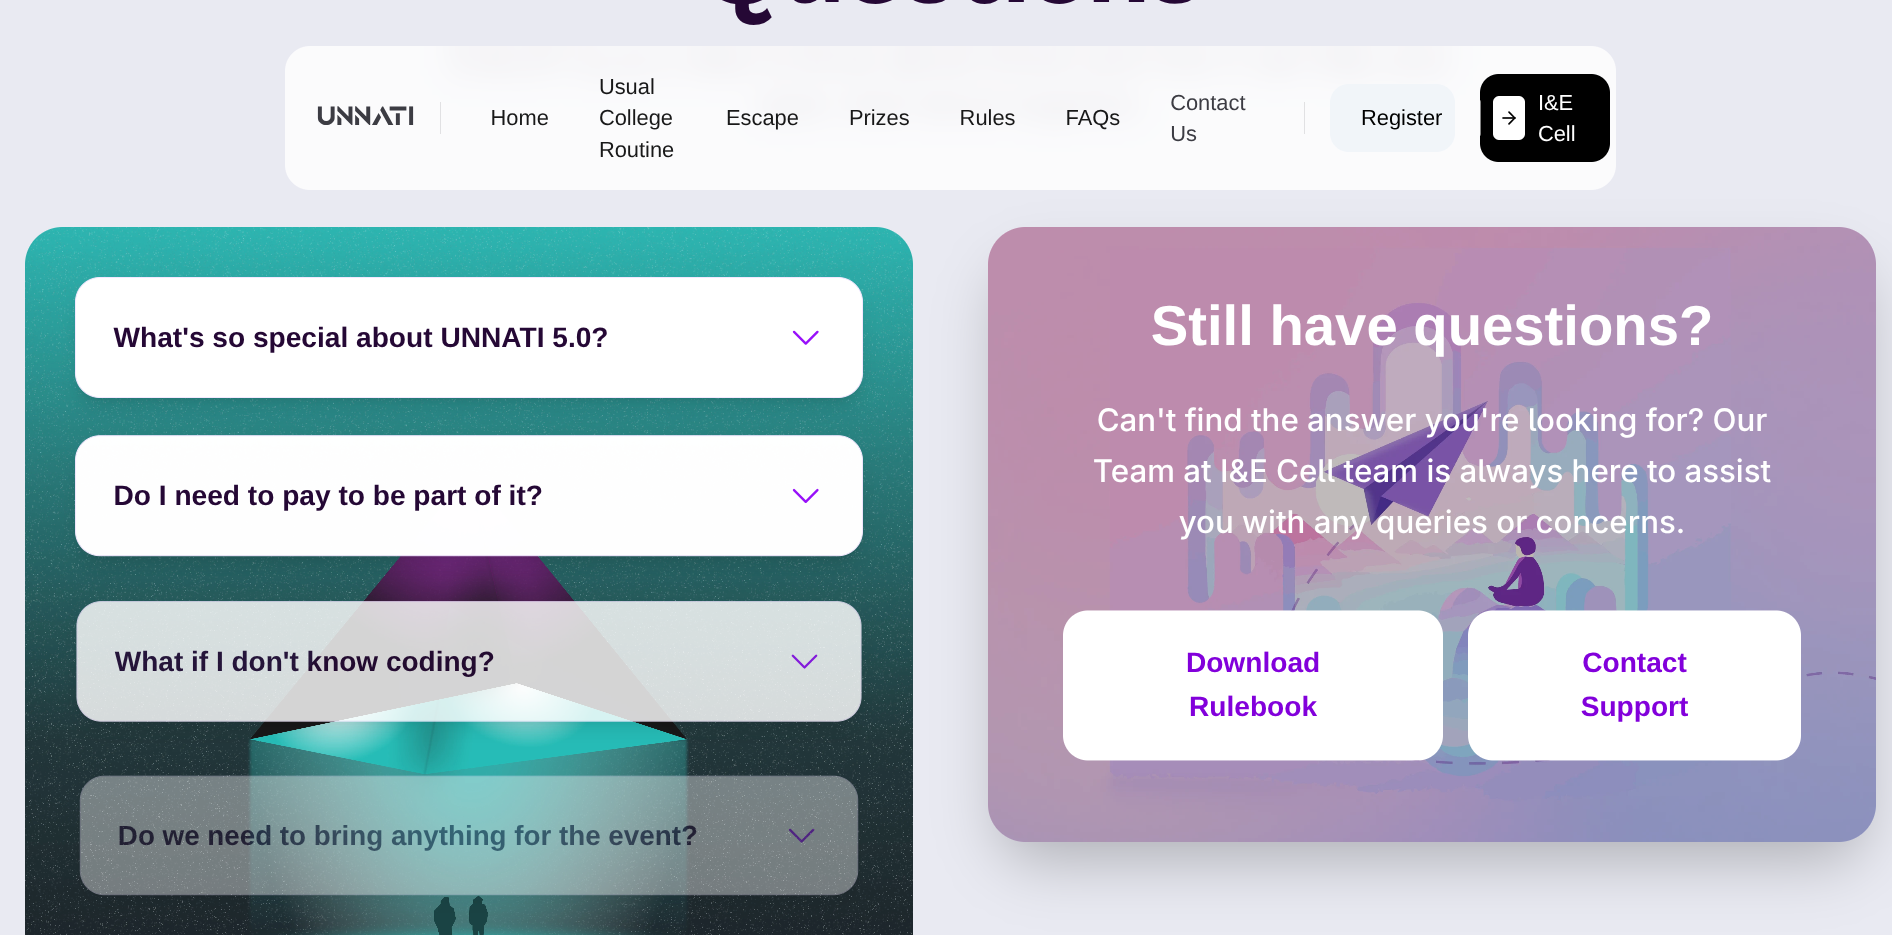 Questions
UNNATI
Home
Usual
College
Routine
Escape
Prizes
Rules
FAQs
Contact
Us
Register
I&E
Cell
What's so special about UNNATI 5.0?
Do I need to pay to be part of it?
What if I don't know coding?
Do we need to bring anything for the event?
Still have questions?
Can't find the answer you're looking for? Our
Team at I&E Cell team is always here to assist
you with any queries or concerns.
Download
Rulebook
Contact
Support